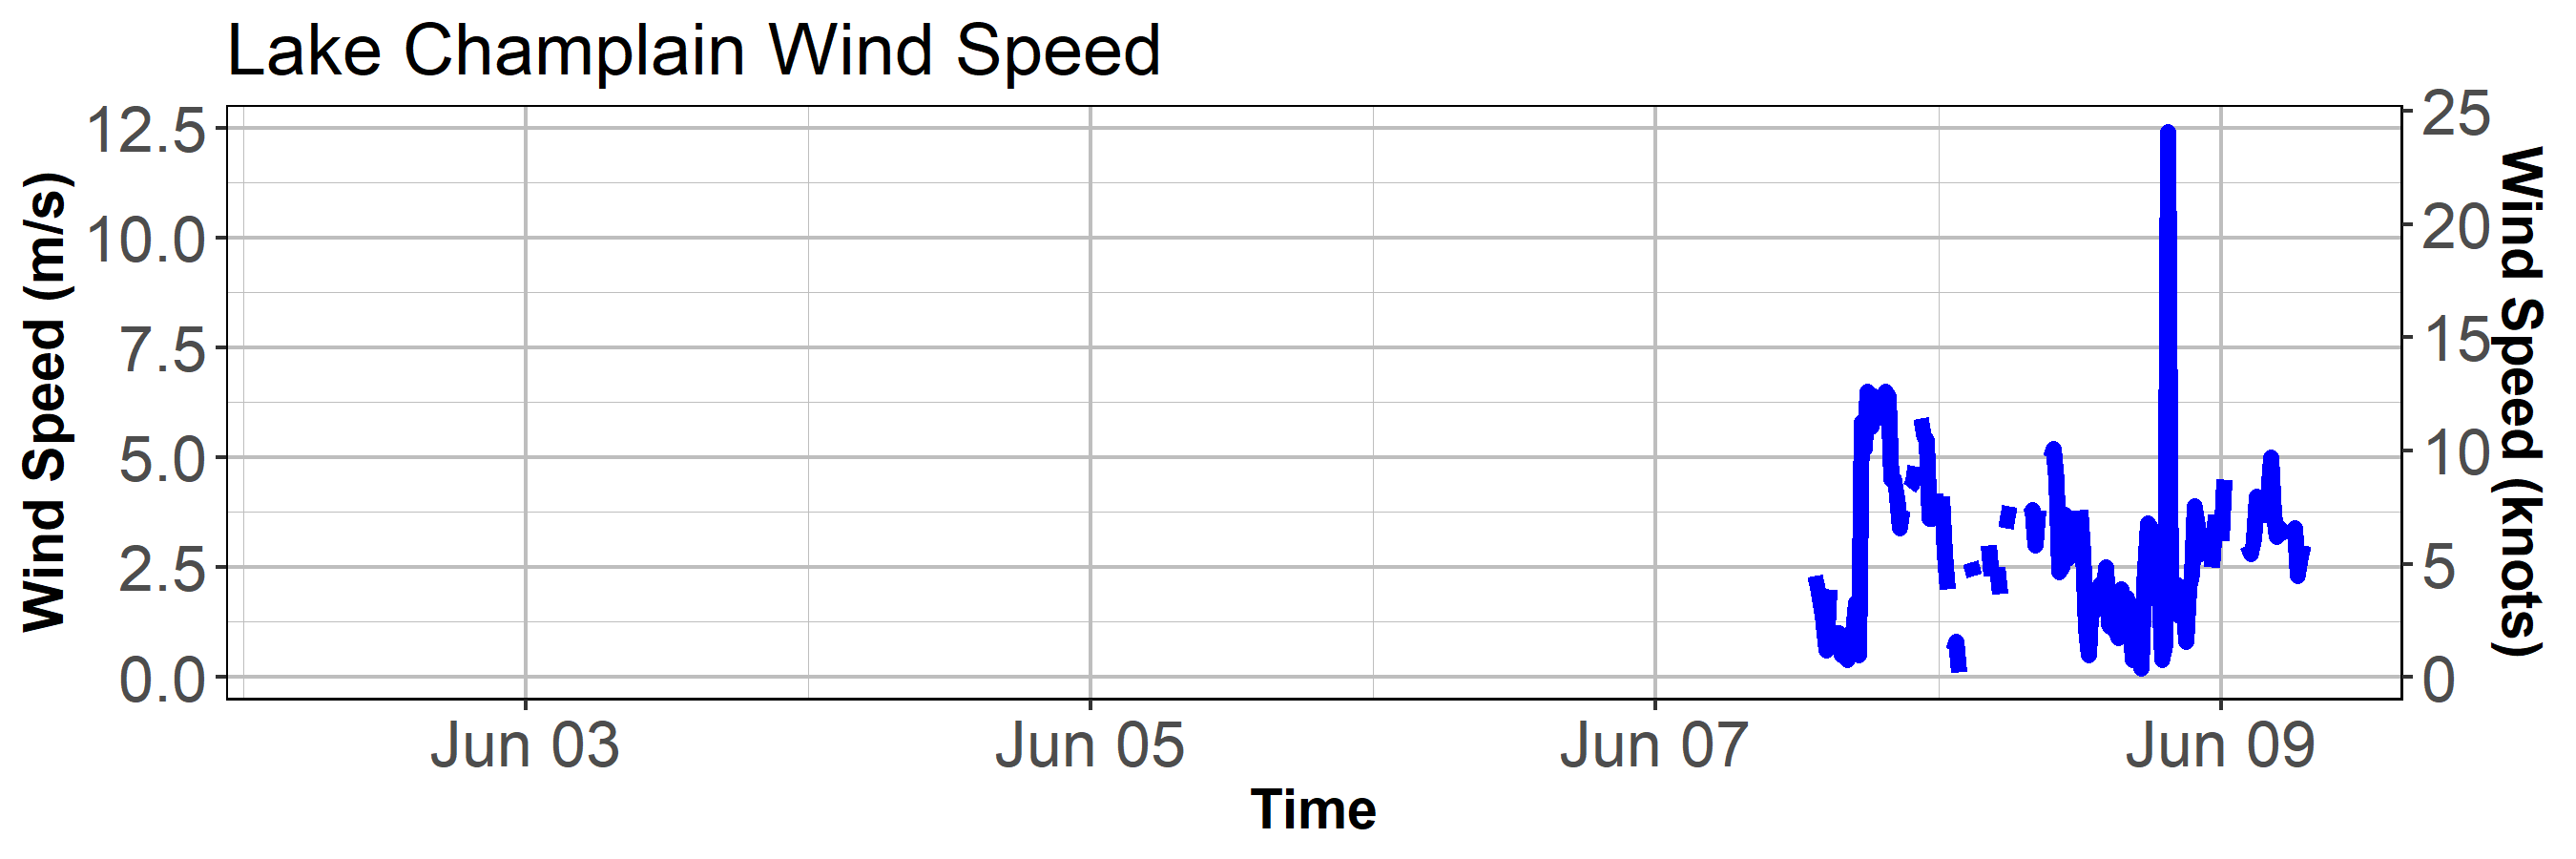 Lake Champlain Wind Speed
12.5
10.0
7.5
5.0
2.5
0.0
Wind Speed (m/s)
25
20
15
10
5
0
Wind Speed (knots)
Jun 03
Jun 05
Jun 07
Jun 09
Time